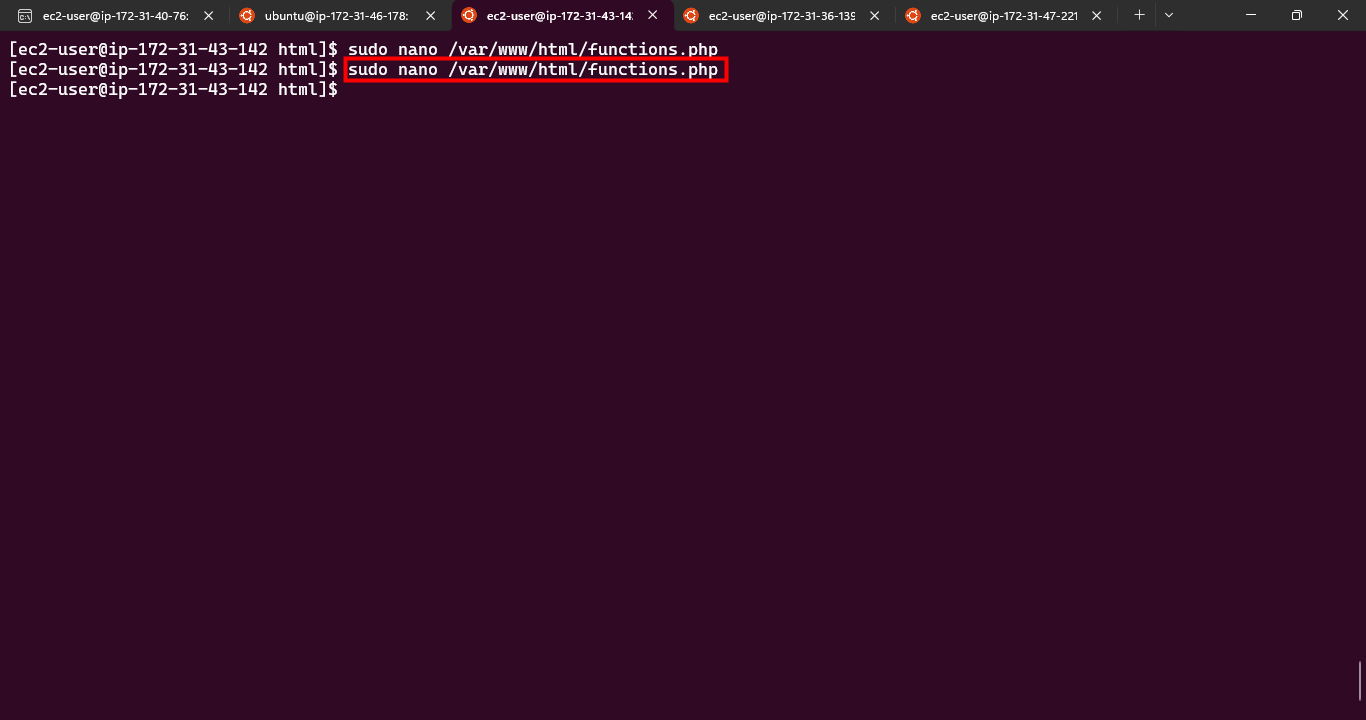 ec2-user@ip-172-31-40-76: ubuntu@ip-172-31-46-178: ec2-user@ip-172-31-43-142 ec2-user@ip-172-31-36-139 ec2-user@ip-172-31-47-221
[ec2-user@ip-172-31-43-142 html]$ sudo nano /var/www/html/functions.php
[ec2-user@ip-172-31-43-142 html]$ sudo nano /var/www/html/functions.php
[ec2-user@ip-172-31-43-142 html]$